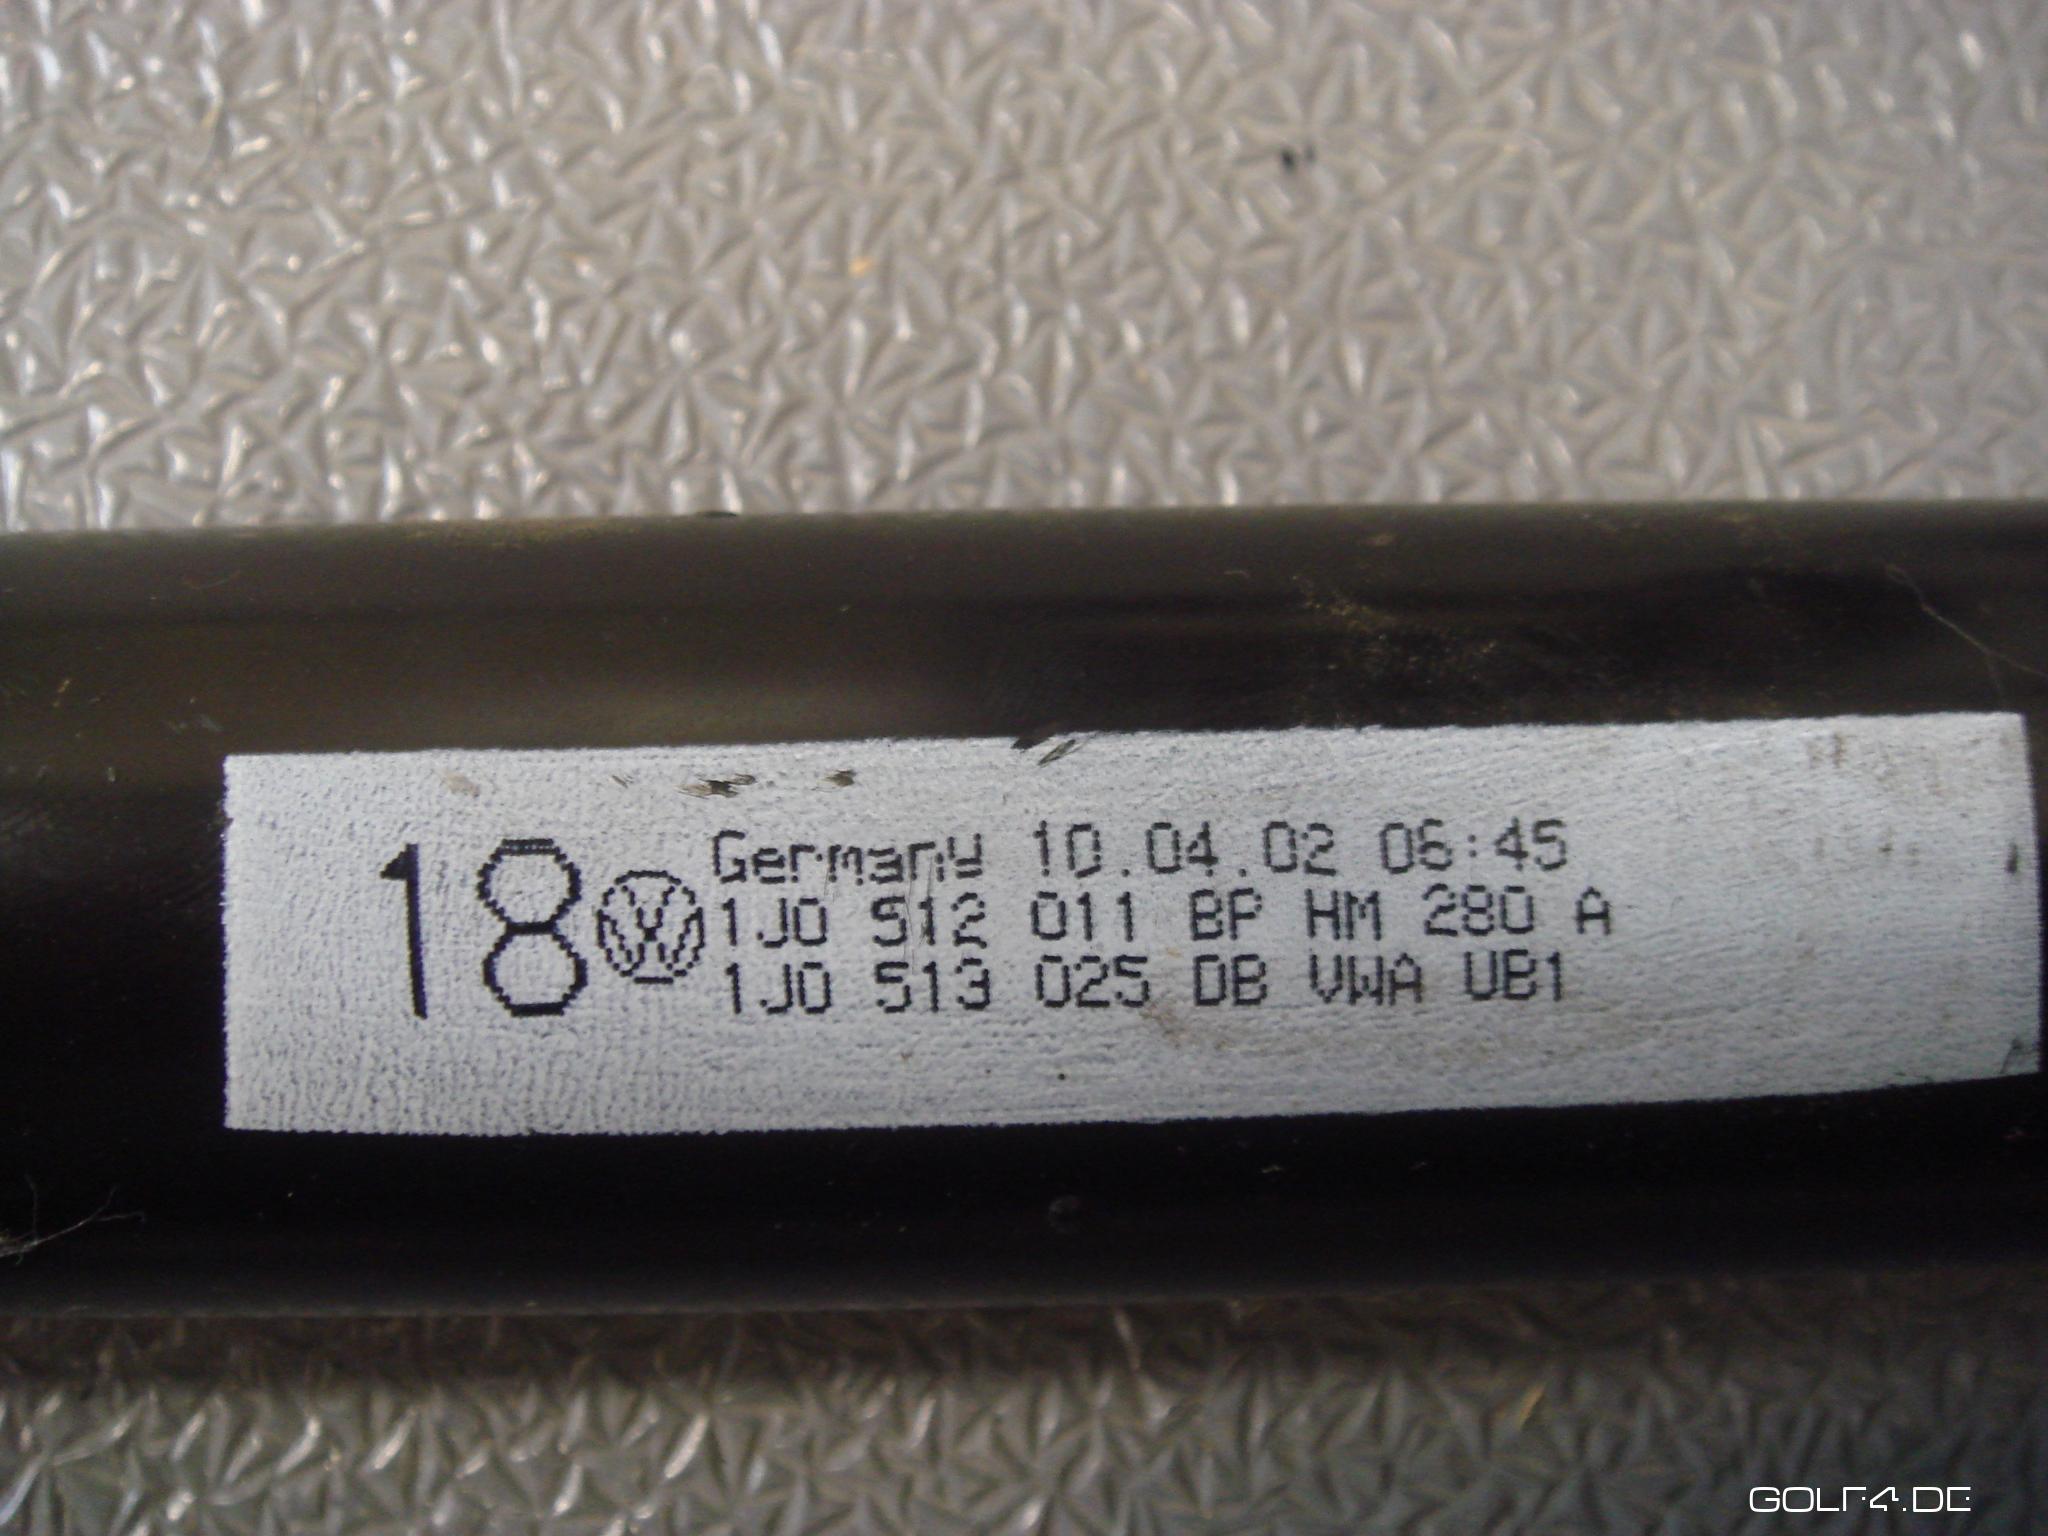 18 Germany 10.04.02 06:45
1J0 512 011 BP HM 280 A
1J0 513 025 DB VWA UB1
GOLF4.DE